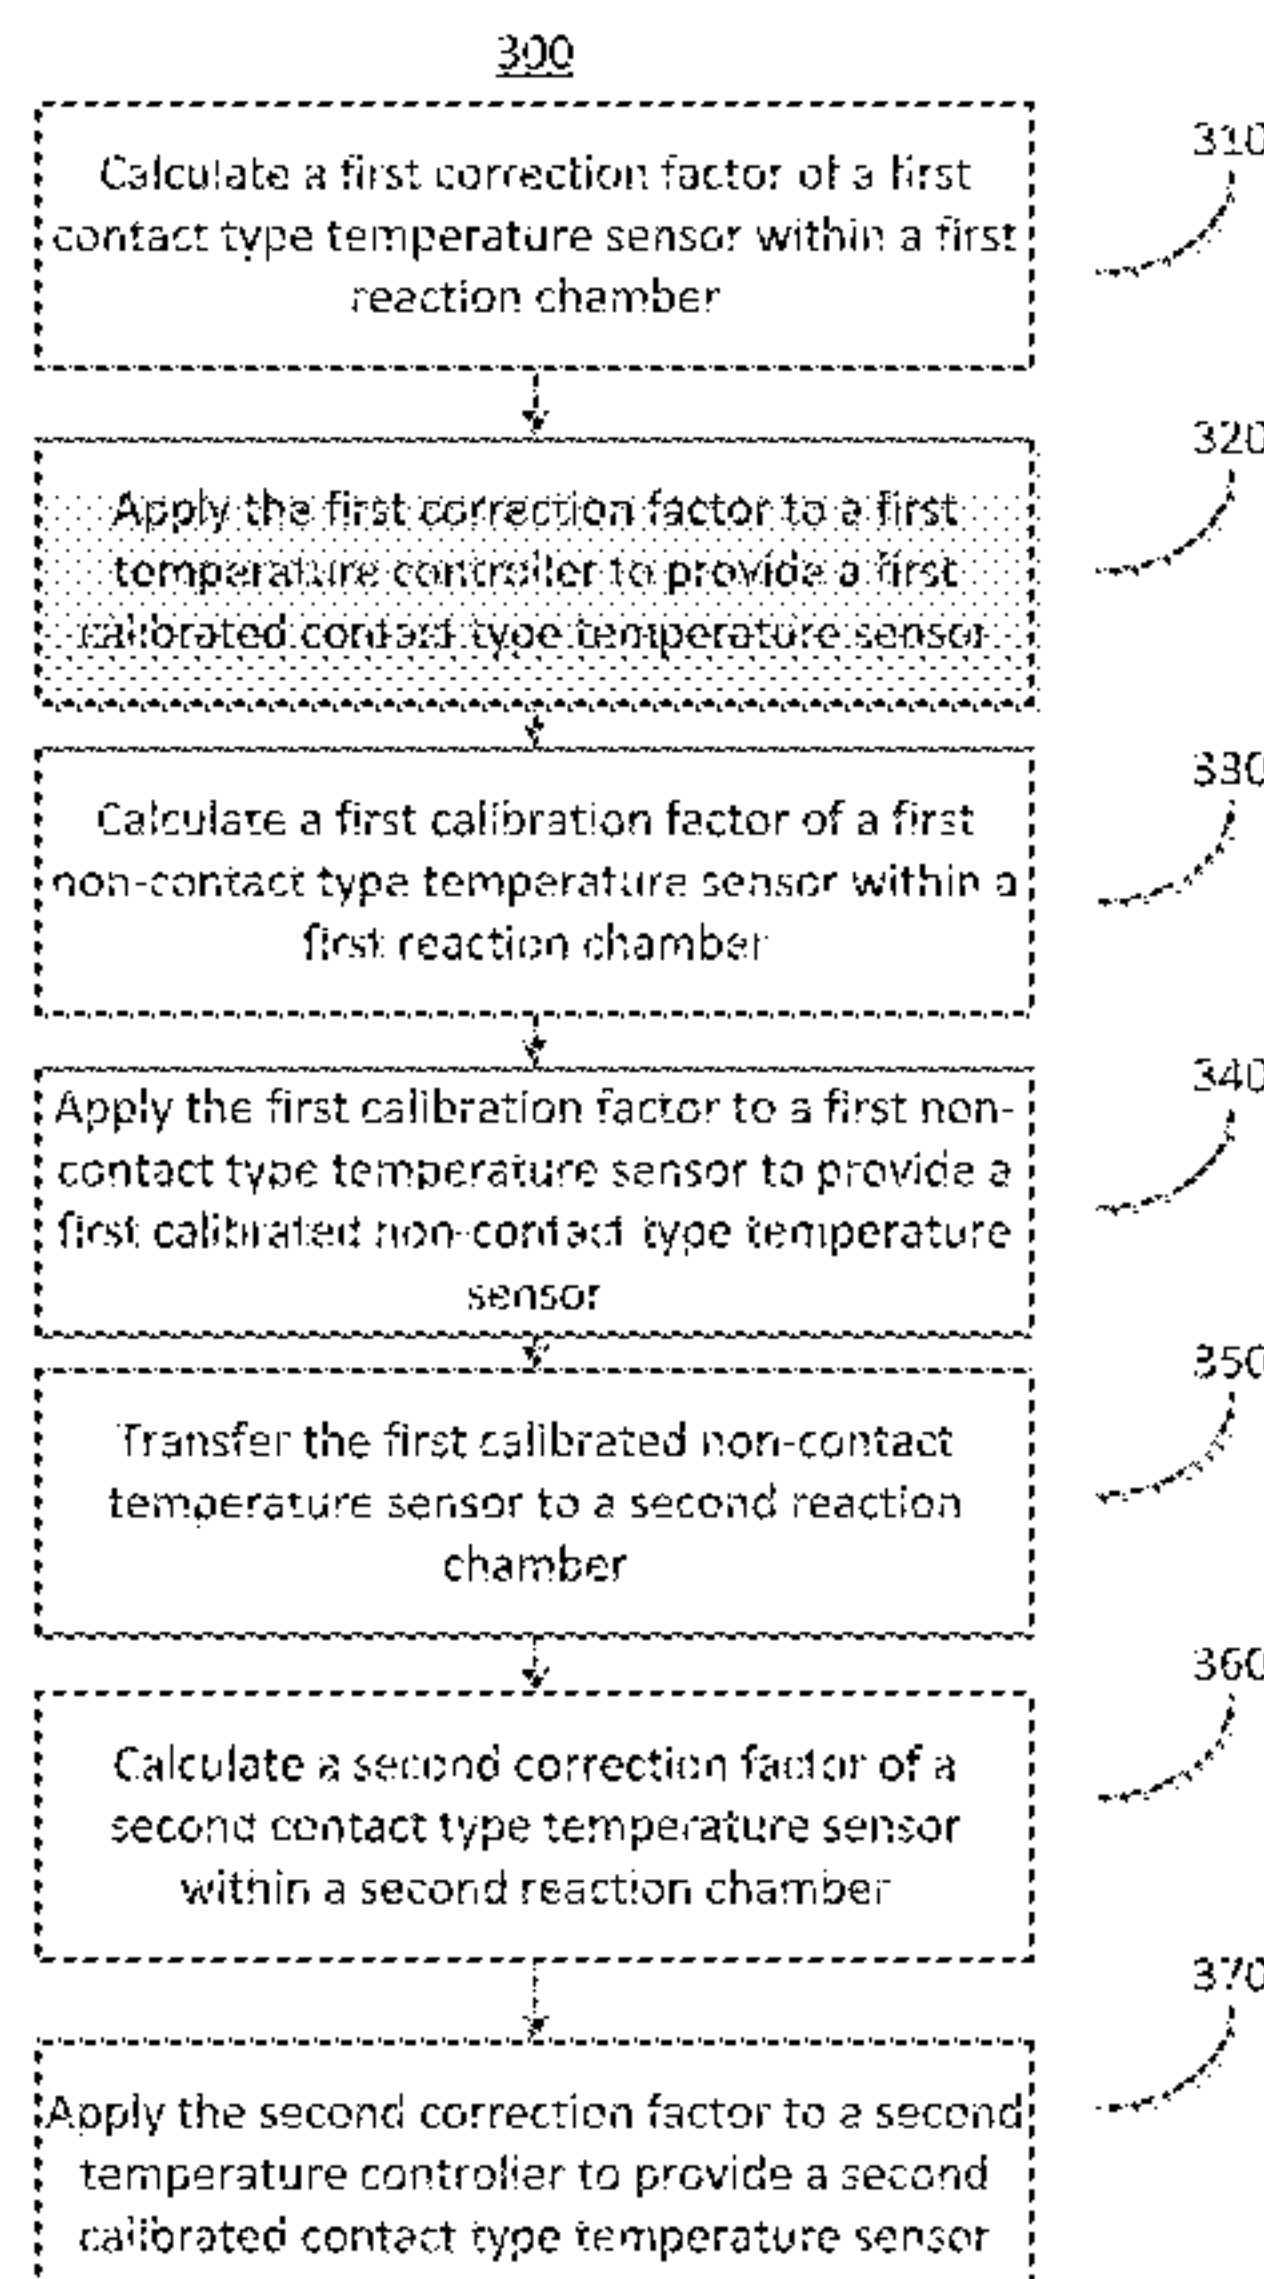 300
Calculate a first correction factor of a first
contact type temperature sensor within a first
reaction chamber
310
Apply the first correction factor to a first
temperature controller to provide a first
calibrated contact type temperature sensor
320
Calculate a first calibration factor of a first
non-contact type temperature sensor within a
first reaction chamber
330
Apply the first calibration factor to a first non-
contact type temperature sensor to provide a
first calibrated non-contact type temperature
sensor
340
Transfer the first calibrated non-contact
temperature sensor to a second reaction
chamber
350
Calculate a second correction factor of a
second contact type temperature sensor
within a second reaction chamber
360
Apply the second correction factor to a second
temperature controller to provide a second
calibrated contact type temperature sensor
370